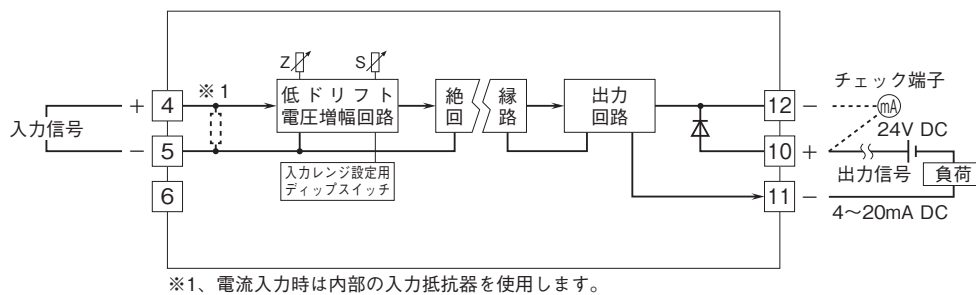 Z
S
※1
入力信号
+
4
−
5
6
低ドリフト
電圧増幅回路
入力レンジ設定用
ディップスイッチ
絶
回
縁
路
出力
回路
12
−
10
+
11
−
チェック端子
mA
24V DC
出力信号
負荷
4〜20mA DC
※1、電流入力時は内部の入力抵抗器を使用します。